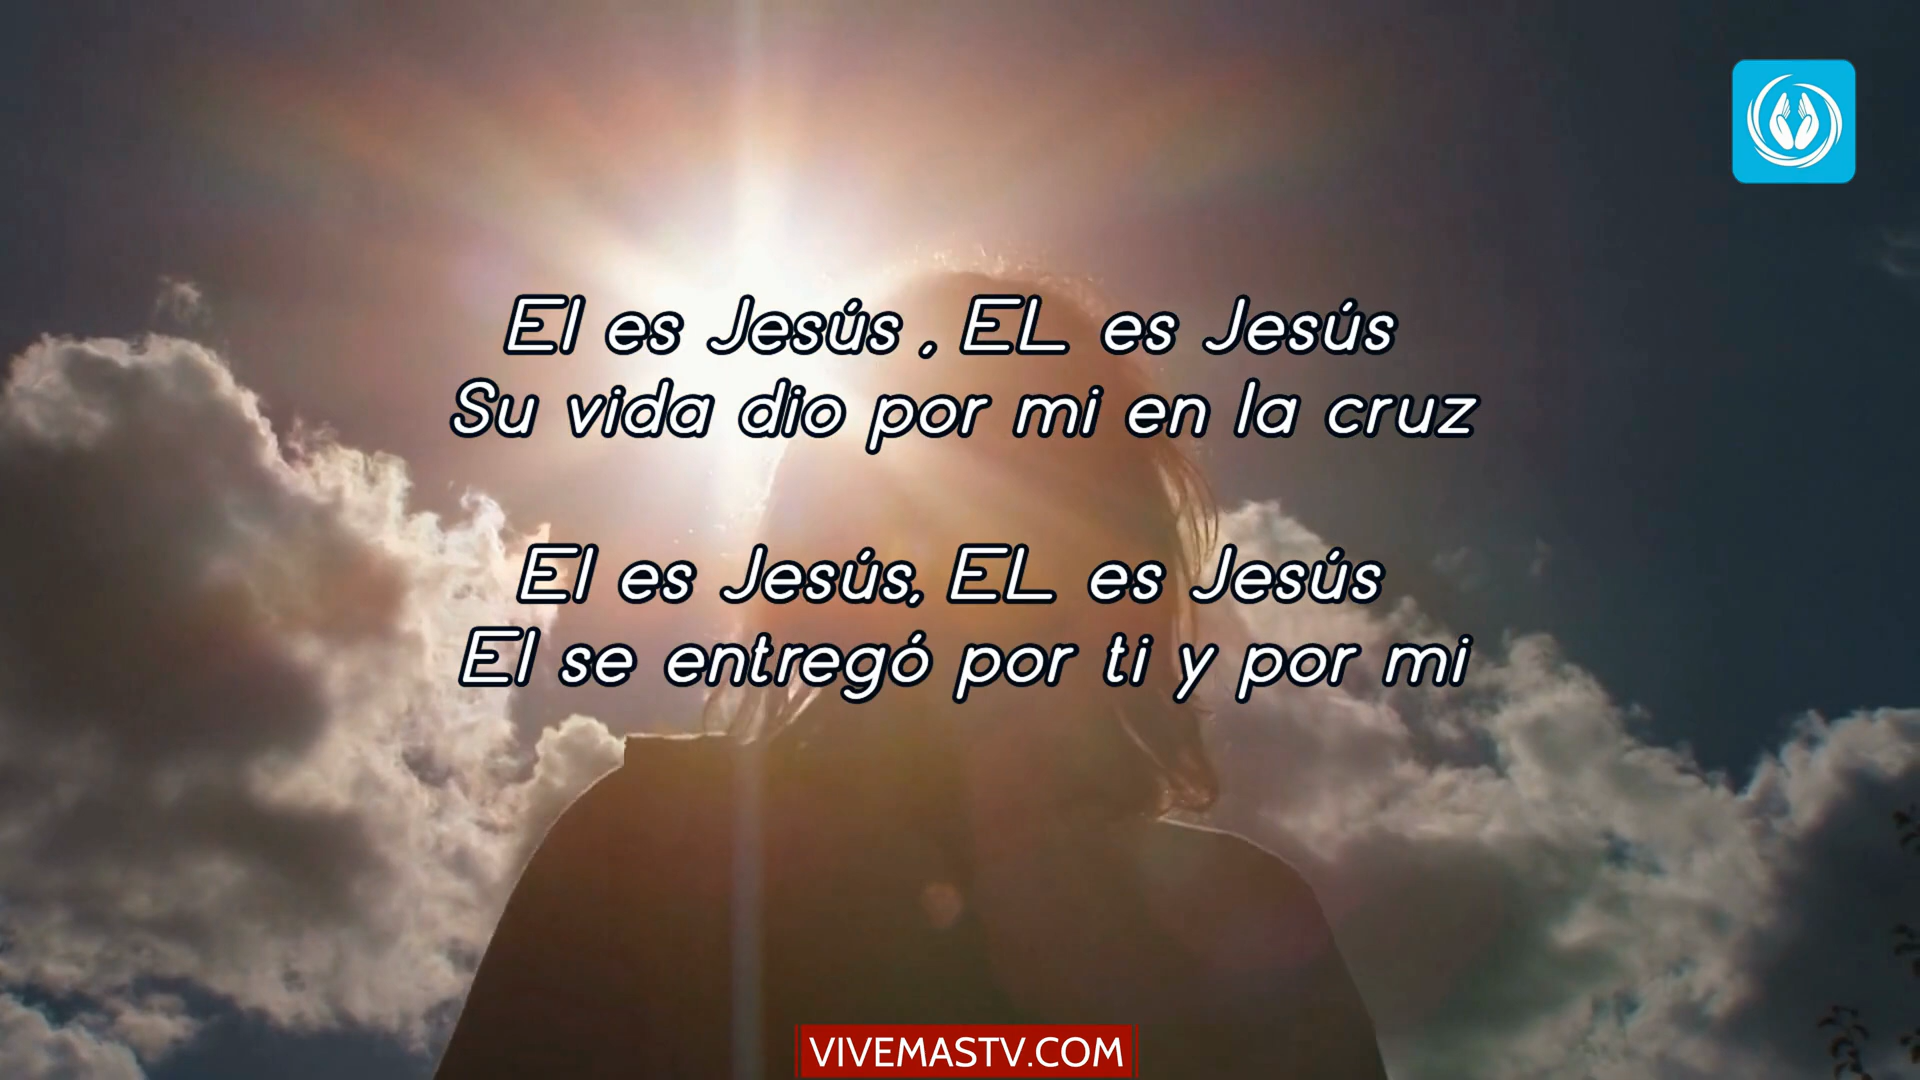 El es Jesús , EL es Jesús
Su vida dio por mi en la cruz
El es Jesús, EL es Jesús
El se entregó por ti y por mi
VIVEMASTV.COM